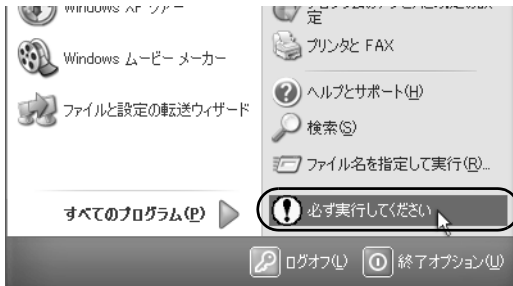 Windows XP ツアー
Windows ムービー メーカー
ファイルと設定の転送ウィザード
すべてのプログラム(P)
定
プリンタと FAX
ヘルプとサポート(H)
検索(S)
ファイル名を指定して実行(R)...
必ず実行してください
ログオフ(L)
終了オプション(U)